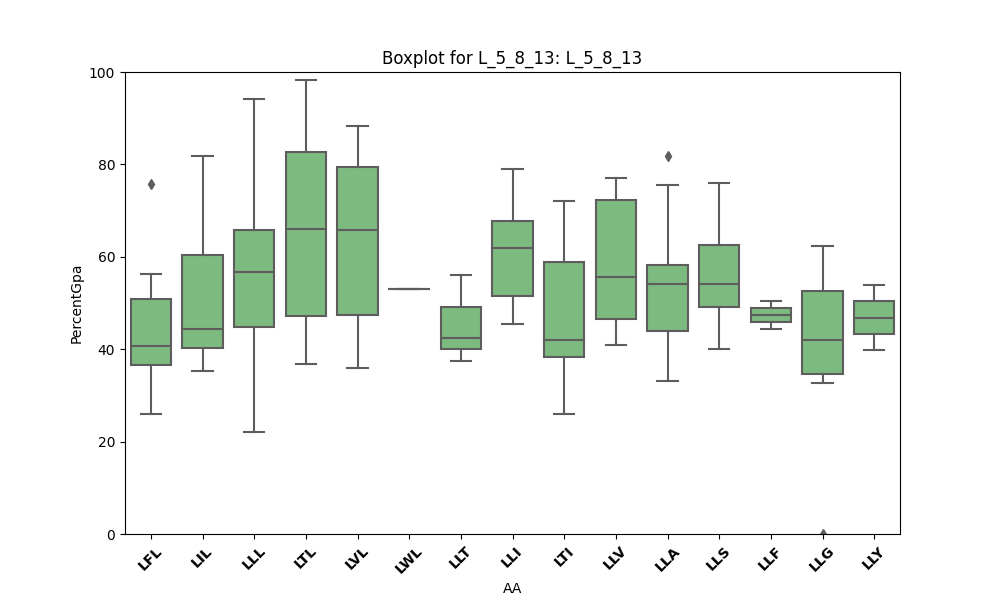 Boxplot for L_5_8_13: L_5_8_13
PercentGpa
100
80
60
40
20
0
LFL LIL LLL LTL LVL LWL LLT LLI LTI LLV LLA LLS LLF LLG LLY
AA